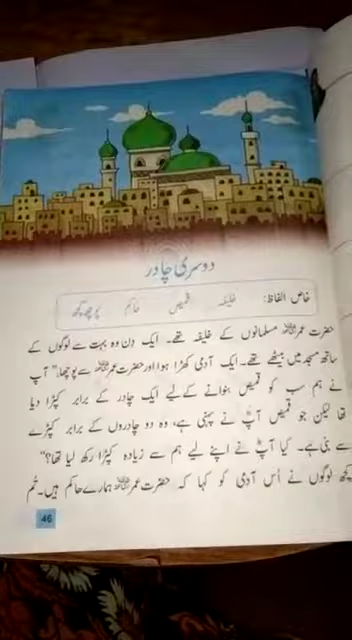 دوسری چادر
خاص الفاظ: خلیفہ قمیص حاکم پوچھ گچھ
حضرت عمرؓ مسلمانوں کے خلیفہ تھے۔ ایک دن وہ بہت سے لوگوں کے
ساتھ مسجد میں بیٹھے تھے۔ ایک آدمی کھڑا ہوا اور حضرت عمرؓ سے پوچھا: "آپ
نے ہم سب کو قمیص بنوانے کے لیے ایک چادر کے برابر کپڑا دیا
تھا لیکن جو قمیص آپؓ نے پہنی ہے، وہ دو چادروں کے برابر کپڑے
سے بنی ہے۔ کیا آپؓ نے اپنے لیے ہم سے زیادہ کپڑا رکھ لیا تھا؟"
کچھ لوگوں نے اُس آدمی کو کہا کہ حضرت عمرؓ ہمارے حاکم ہیں۔ تُم
46